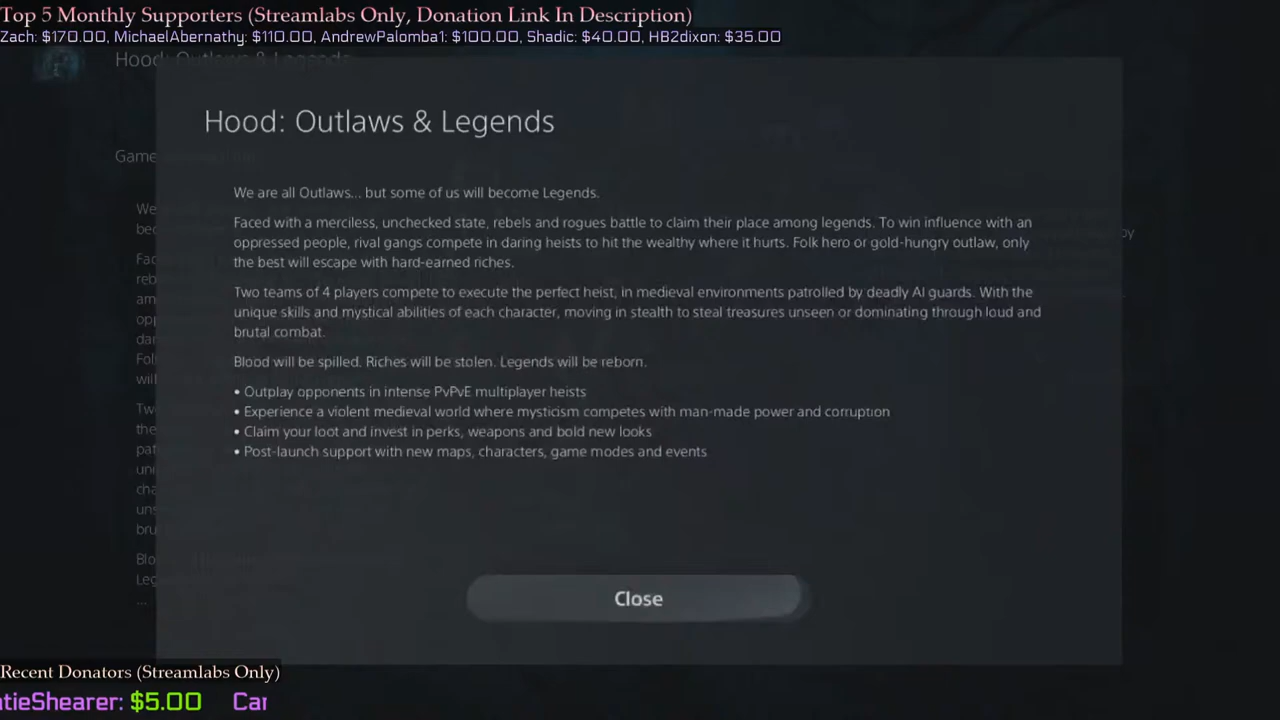 Top 5 Monthly Supporters (Streamlabs Only, Donation Link In Description)
Zach: $170.00, MichaelAbernathy: $110.00, AndrewPalomba1: $100.00, Shadic: $40.00, HB2dixon: $35.00
Hood: Outlaws & Legends
Hood: Outlaws & Legends
Game
We are all Outlaws... but some of us will become Legends.
Faced with a merciless, unchecked state, rebels and rogues battle to claim their place among legends. To win influence with an
oppressed people, rival gangs compete in daring heists to hit the wealthy where it hurts. Folk hero or gold-hungry outlaw, only
the best will escape with hard-earned riches.
Two teams of 4 players compete to execute the perfect heist, in medieval environments patrolled by deadly AI guards. With the
unique skills and mystical abilities of each character, moving in stealth to steal treasures unseen or dominating through loud and
brutal combat.
Blood will be spilled. Riches will be stolen. Legends will be reborn.
• Outplay opponents in intense PvPvE multiplayer heists
• Experience a violent medieval world where mysticism competes with man-made power and corruption
• Claim your loot and invest in perks, weapons and bold new looks
• Post-launch support with new maps, characters, game modes and events
Close
Recent Donators (Streamlabs Only)
atieShearer: $5.00 Car